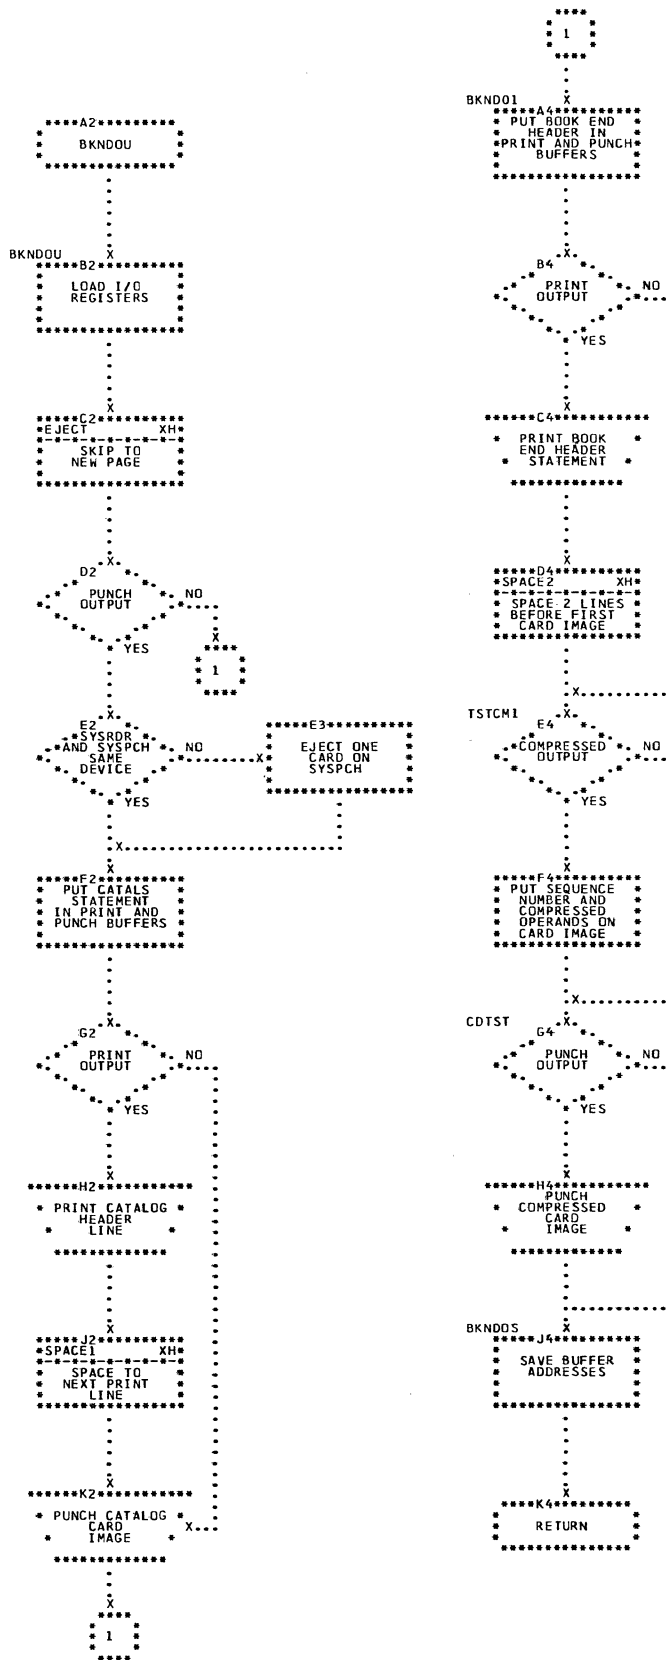 A2
BKNDOU
BKNDOU
B2
LOAD I/O
REGISTERS
C2
EJECT XH
SKIP TO
NEW PAGE
D2
PUNCH
OUTPUT
NO
YES
1
E2
SYSRDR
AND SYSPCH
SAME
DEVICE
NO
YES
E3
EJECT ONE
CARD ON
SYSPCH
F2
PUT CATALS
STATEMENT
IN PRINT AND
PUNCH BUFFERS
G2
PRINT
OUTPUT
NO
YES
H2
PRINT CATALOG
HEADER
LINE
J2
SPACE1 XH
SPACE TO
NEXT PRINT
LINE
K2
PUNCH CATALOG
CARD
IMAGE
1
1
BKNDO1
A4
PUT BOOK END
HEADER IN
PRINT AND PUNCH
BUFFERS
B4
PRINT
OUTPUT
NO
YES
C4
PRINT BOOK
END HEADER
STATEMENT
D4
SPACE2 XH
SPACE 2 LINES
BEFORE FIRST
CARD IMAGE
TSTCM1
E4
COMPRESSED
OUTPUT
NO
YES
F4
PUT SEQUENCE
NUMBER AND
COMPRESSED
OPERANDS ON
CARD IMAGE
CDTST
G4
PUNCH
OUTPUT
NO
YES
H4
PUNCH
COMPRESSED
CARD
IMAGE
BKNDOS
J4
SAVE BUFFER
ADDRESSES
K4
RETURN